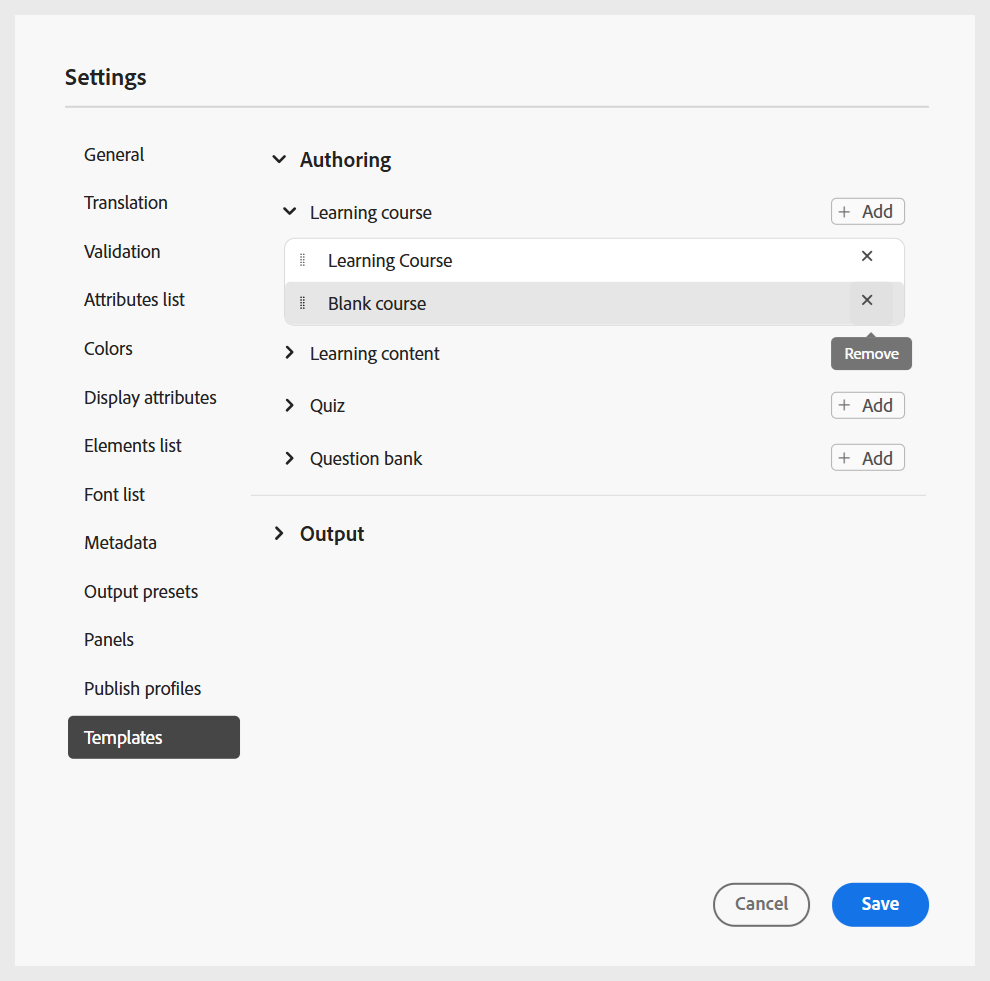 Settings
General
Translation
Validation
Attributes list
Colors
Display attributes
Elements list
Font list
Metadata
Output presets
Panels
Publish profiles
Templates
Authoring
Learning course
+ Add
Learning Course
Blank course
Learning content
Remove
Quiz
+ Add
Question bank
+ Add
Output
Cancel
Save